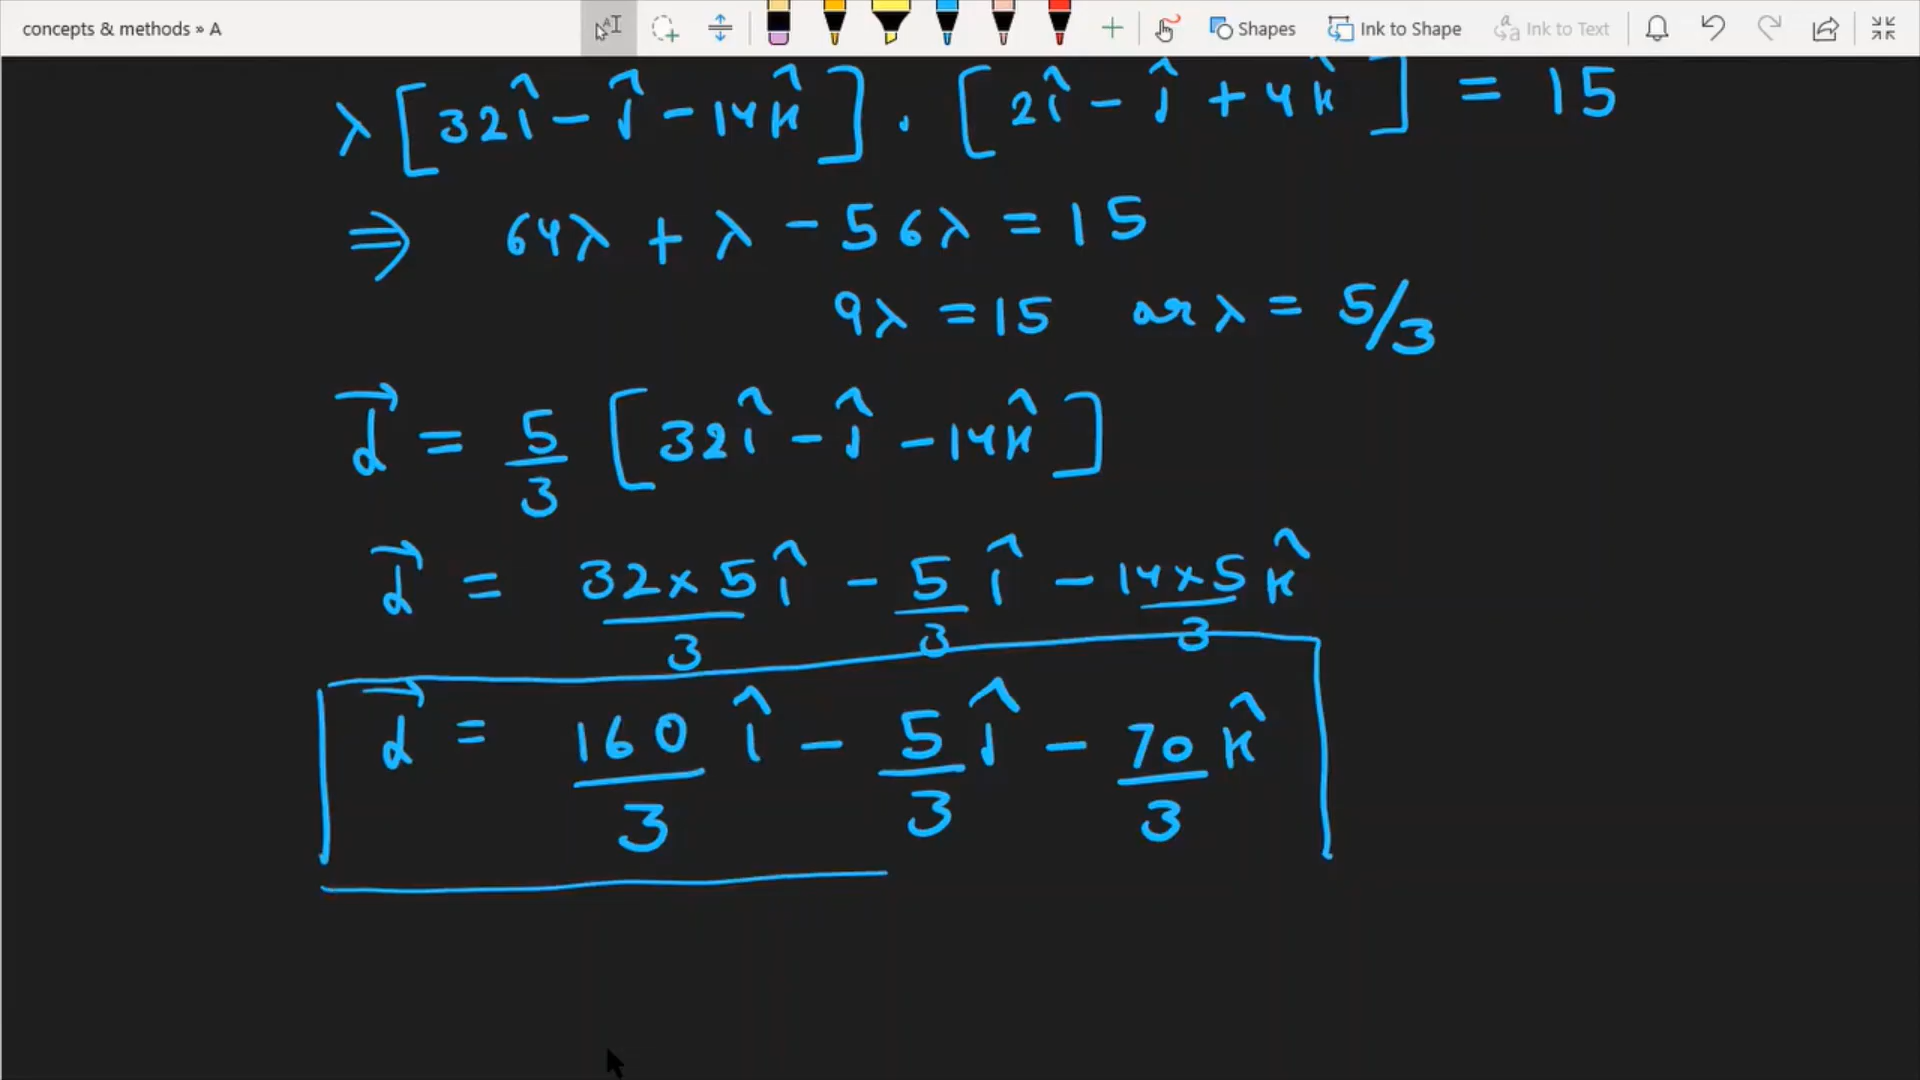 concepts & methods » A
Shapes
Ink to Shape
Ink to Text
λ[32î - ĵ - 14k̂] . [2î - ĵ + 4k̂] = 15
⇒ 64λ + λ - 56λ = 15
9λ = 15 or λ = 5/3
d⃗ = 5/3 [32î - ĵ - 14k̂]
d⃗ = 32×5/3 î - 5/3 î - 14×5/3 k̂
d⃗ = 160/3 î - 5/3 ĵ - 70/3 k̂